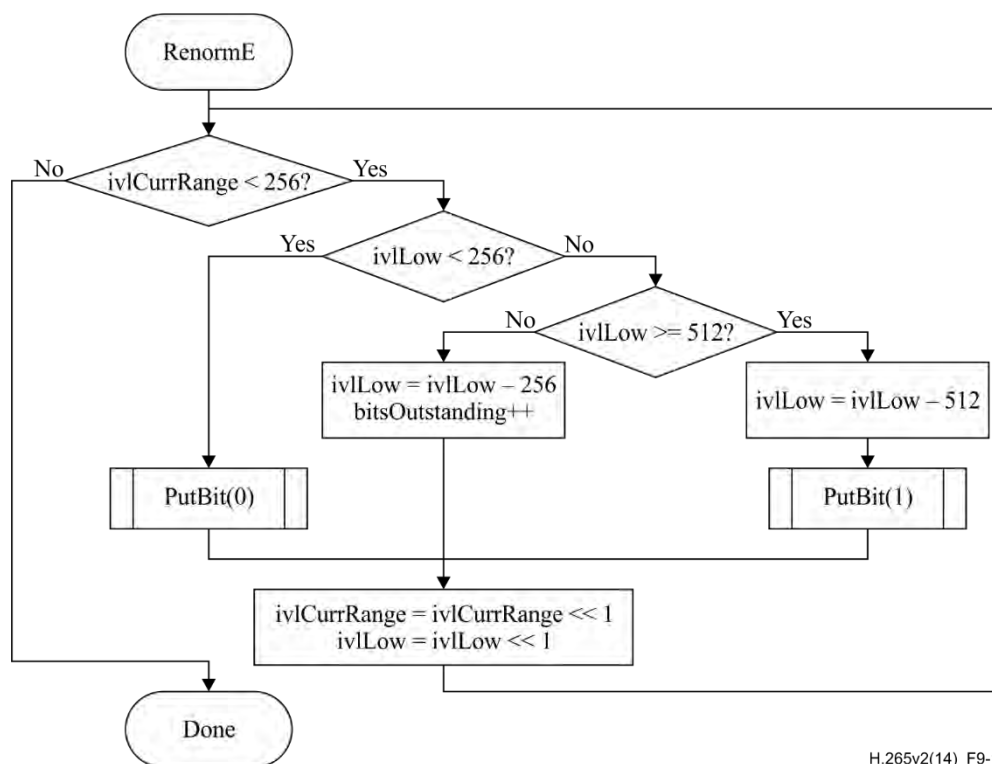 RenormE
No
Yes
ivlCurrRange < 256?
Yes
No
ivlLow < 256?
No
Yes
ivlLow >= 512?
ivlLow = ivlLow – 256
bitsOutstanding++
ivlLow = ivlLow – 512
PutBit(0)
PutBit(1)
ivlCurrRange = ivlCurrRange << 1
ivlLow = ivlLow << 1
Done
H.265v2(14)_F9-